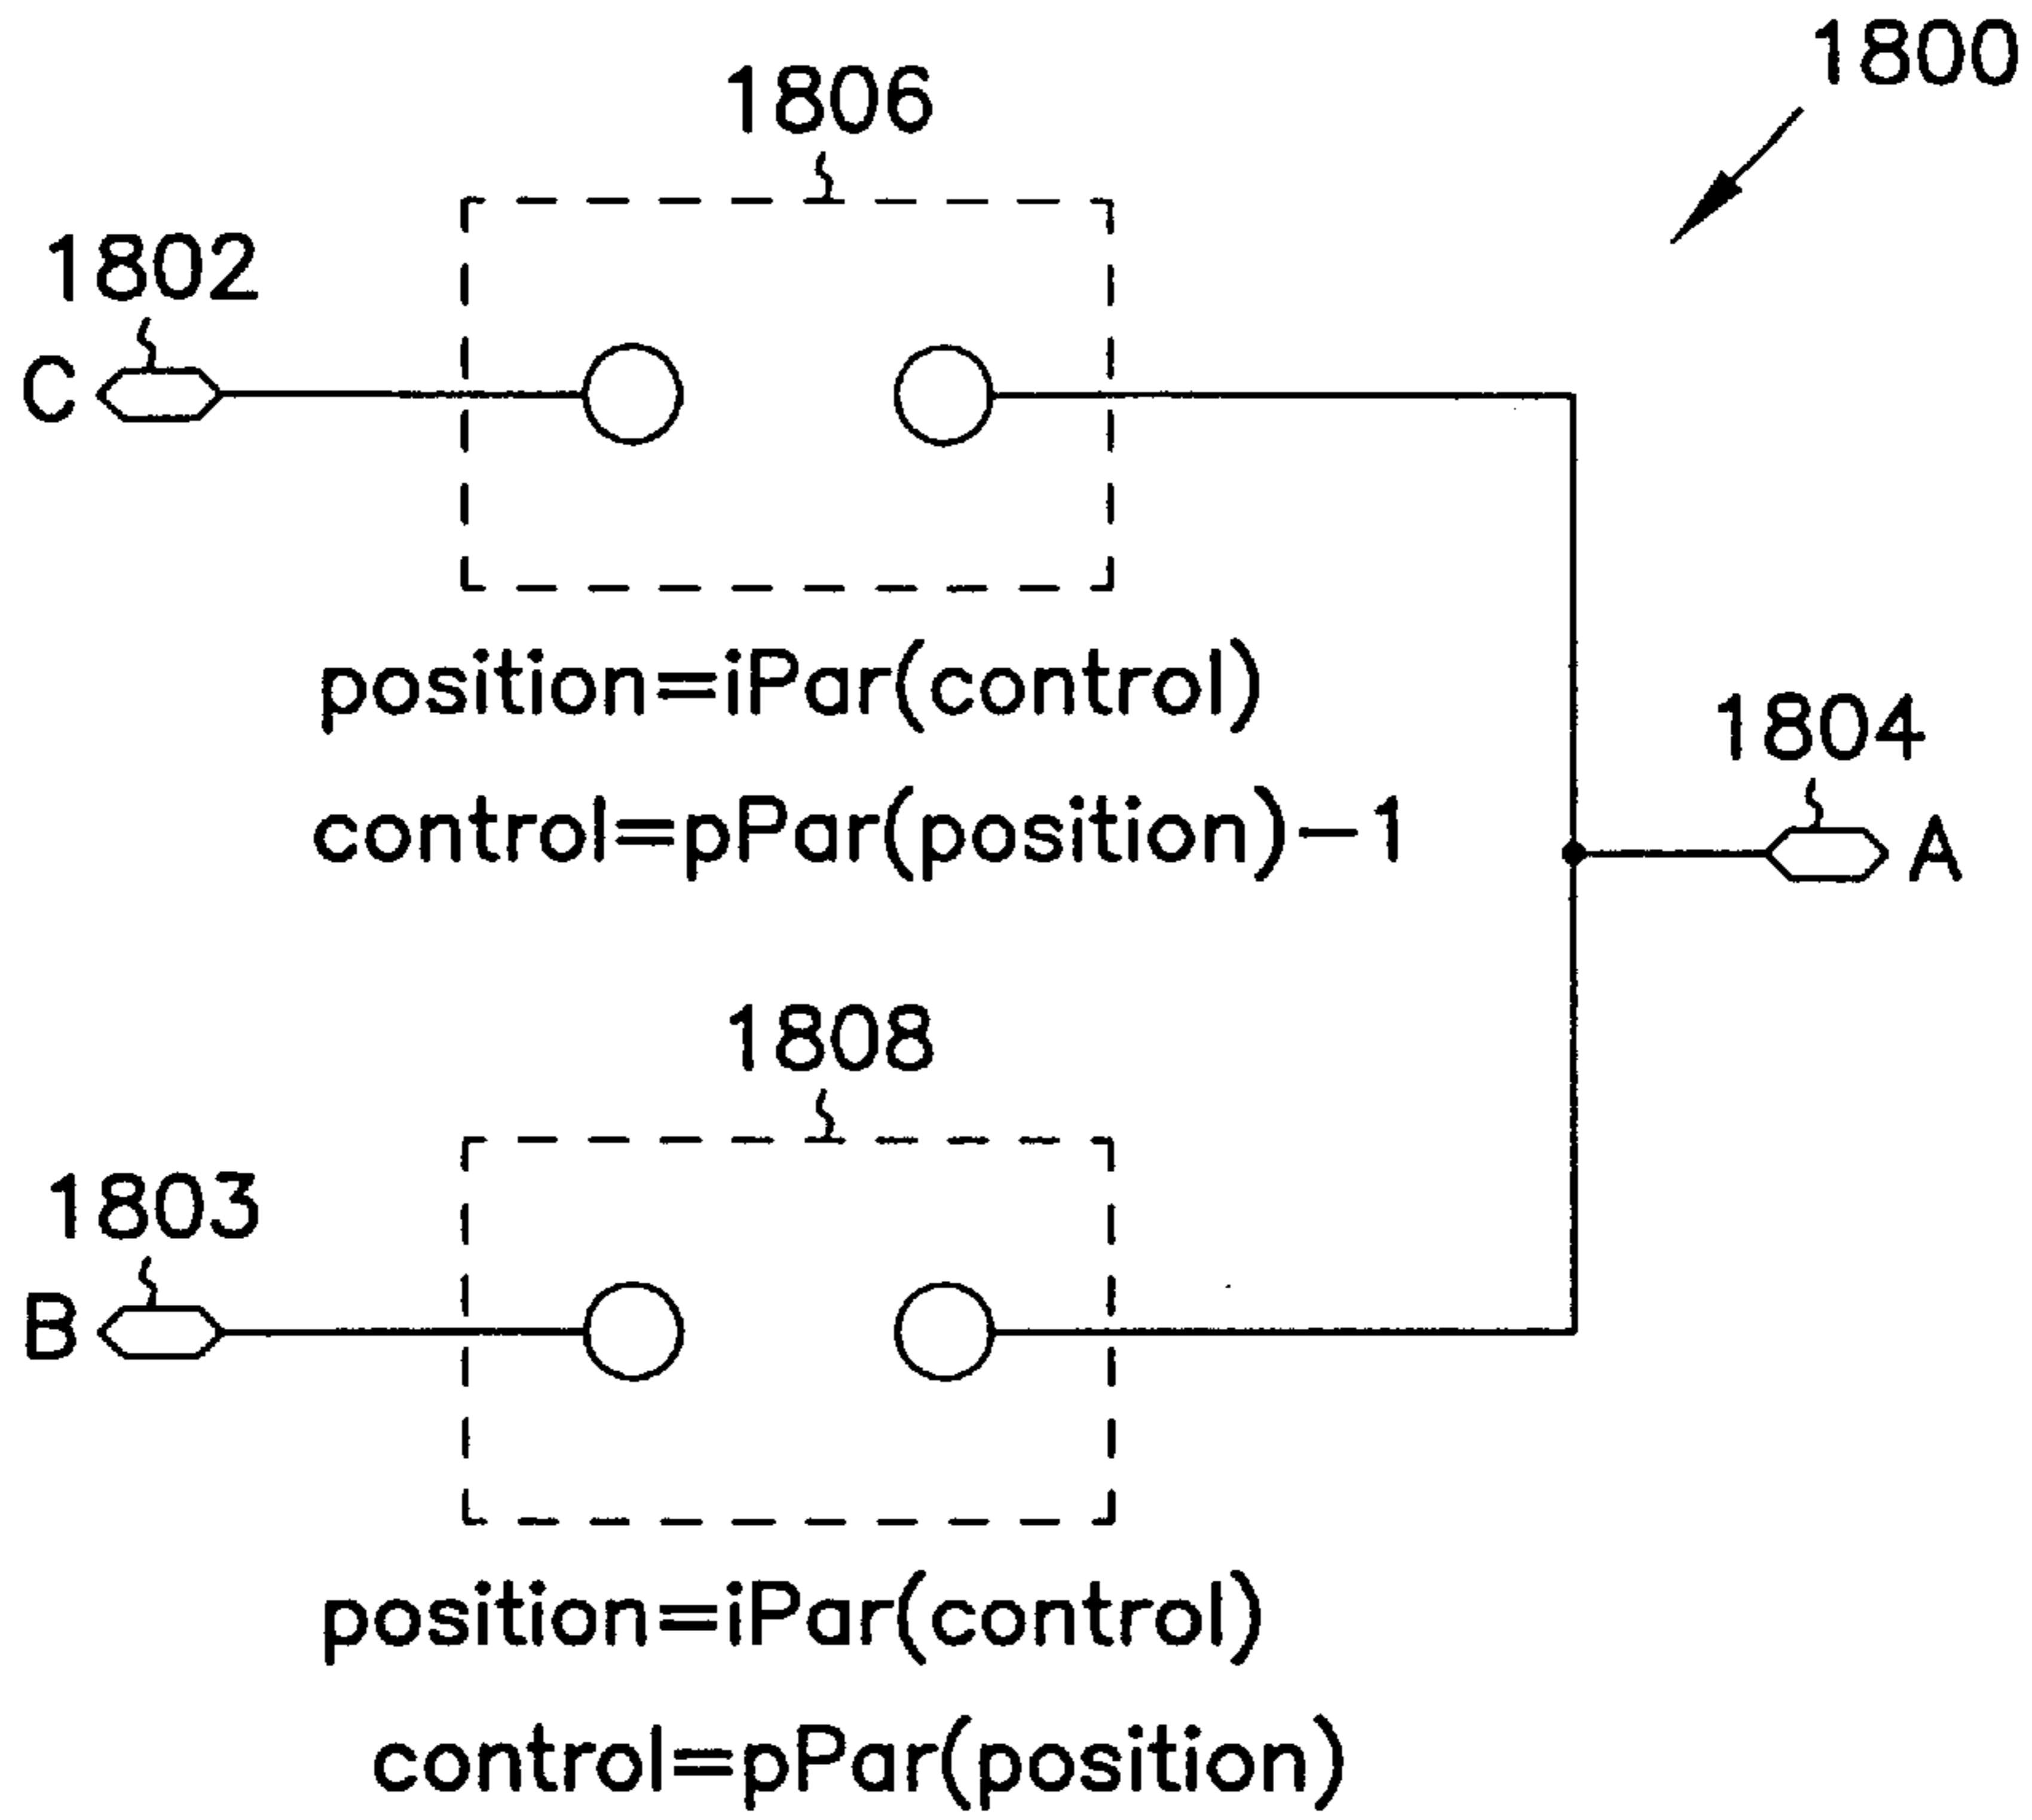 1800
1806
1802
C
position=iPar(control)
control=pPar(position)-1
1804
A
1808
1803
B
position=iPar(control)
control=pPar(position)